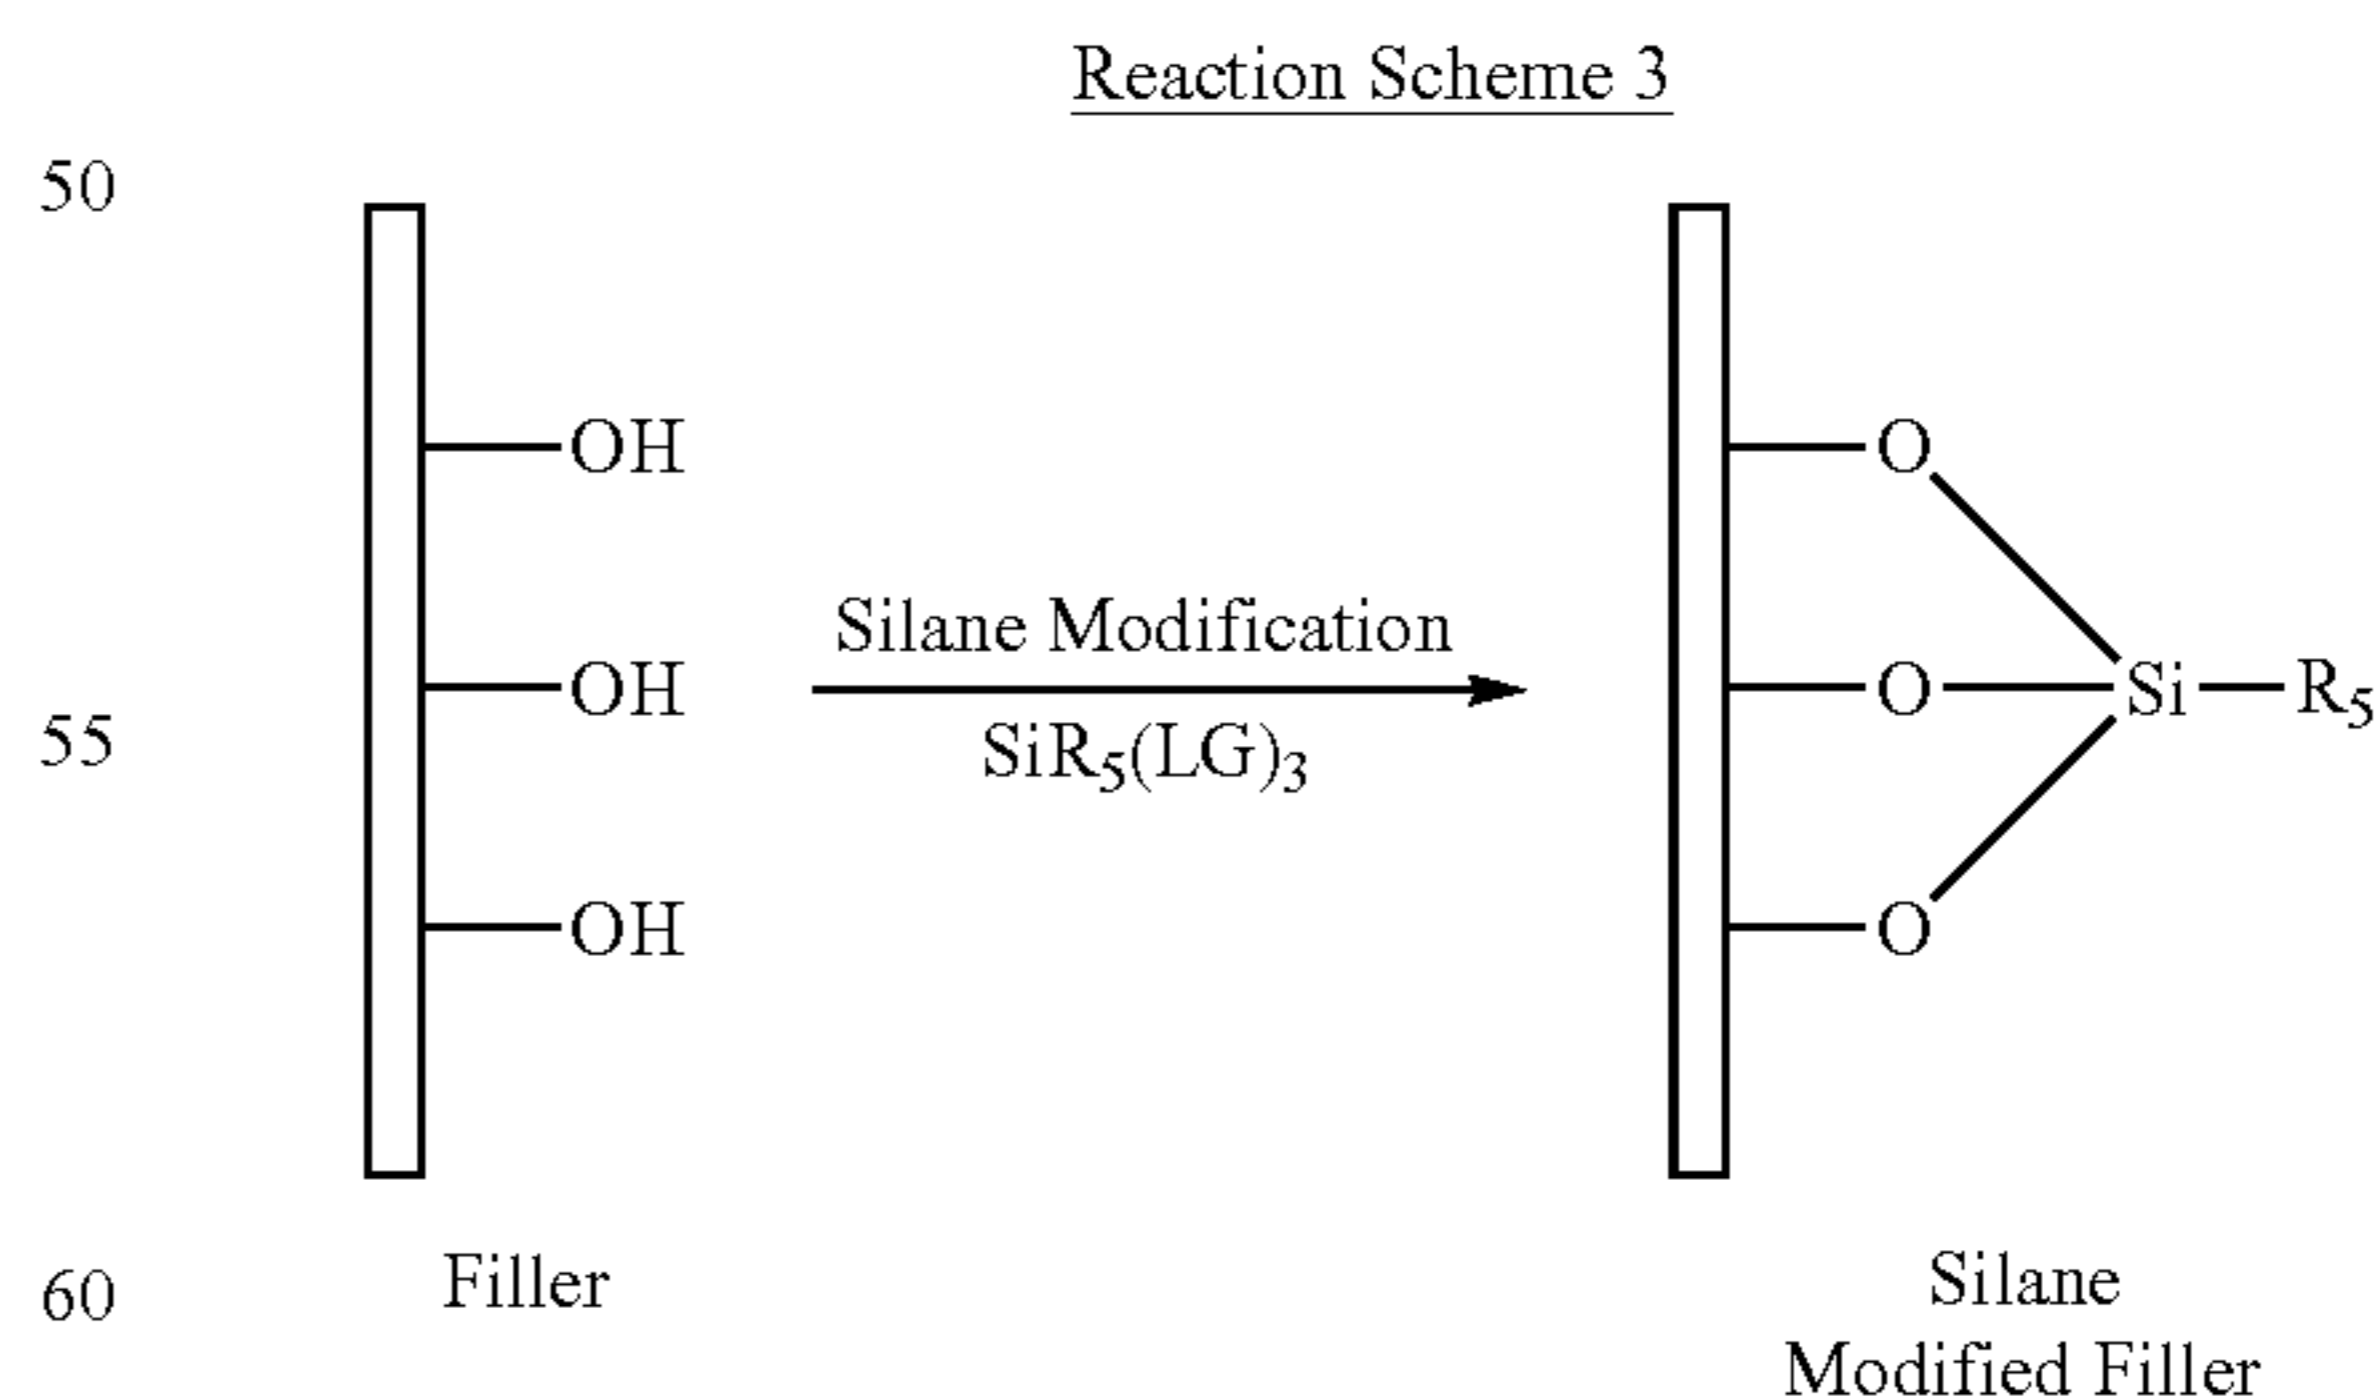 Reaction Scheme 3
50
OH
O
OH
Silane Modification
SiR5(LG)3
O
Si
R5
55
OH
O
60
Filler
Silane
Modified Filler